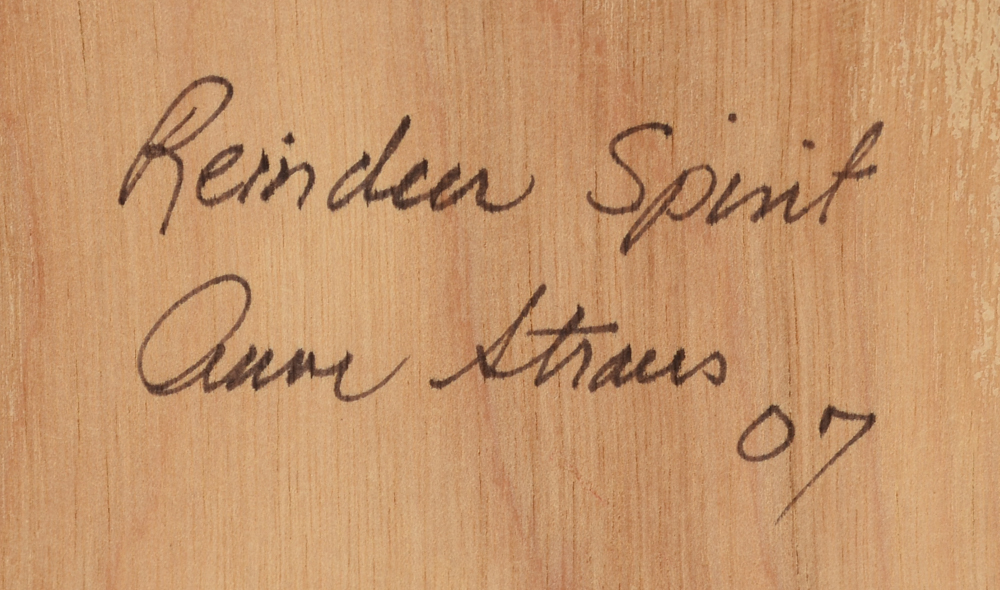 Reindeer Spirit
Anne Straus
07